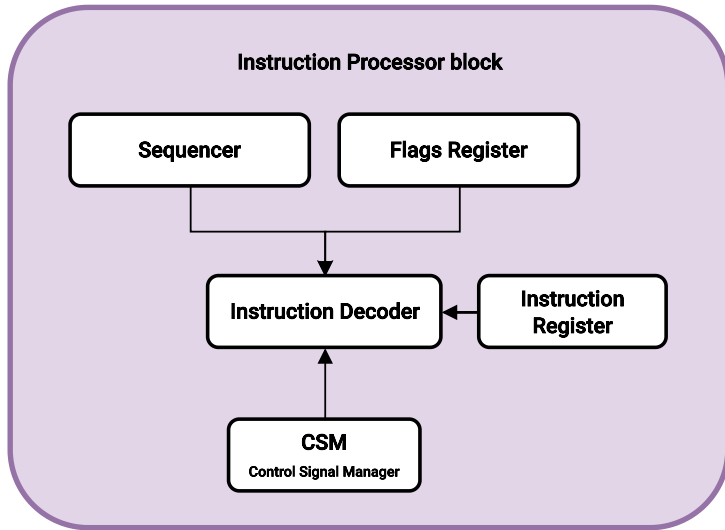 Instruction Processor block
Sequencer
Flags Register
Instruction Decoder
Instruction
Register
CSM
Control Signal Manager